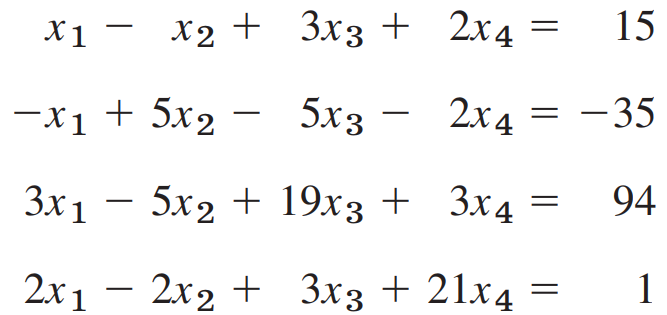 x₁ − x₂ + 3x₃ + 2x₄ = 15
−x₁ + 5x₂ − 5x₃ − 2x₄ = −35
3x₁ − 5x₂ + 19x₃ + 3x₄ = 94
2x₁ − 2x₂ + 3x₃ + 21x₄ = 1